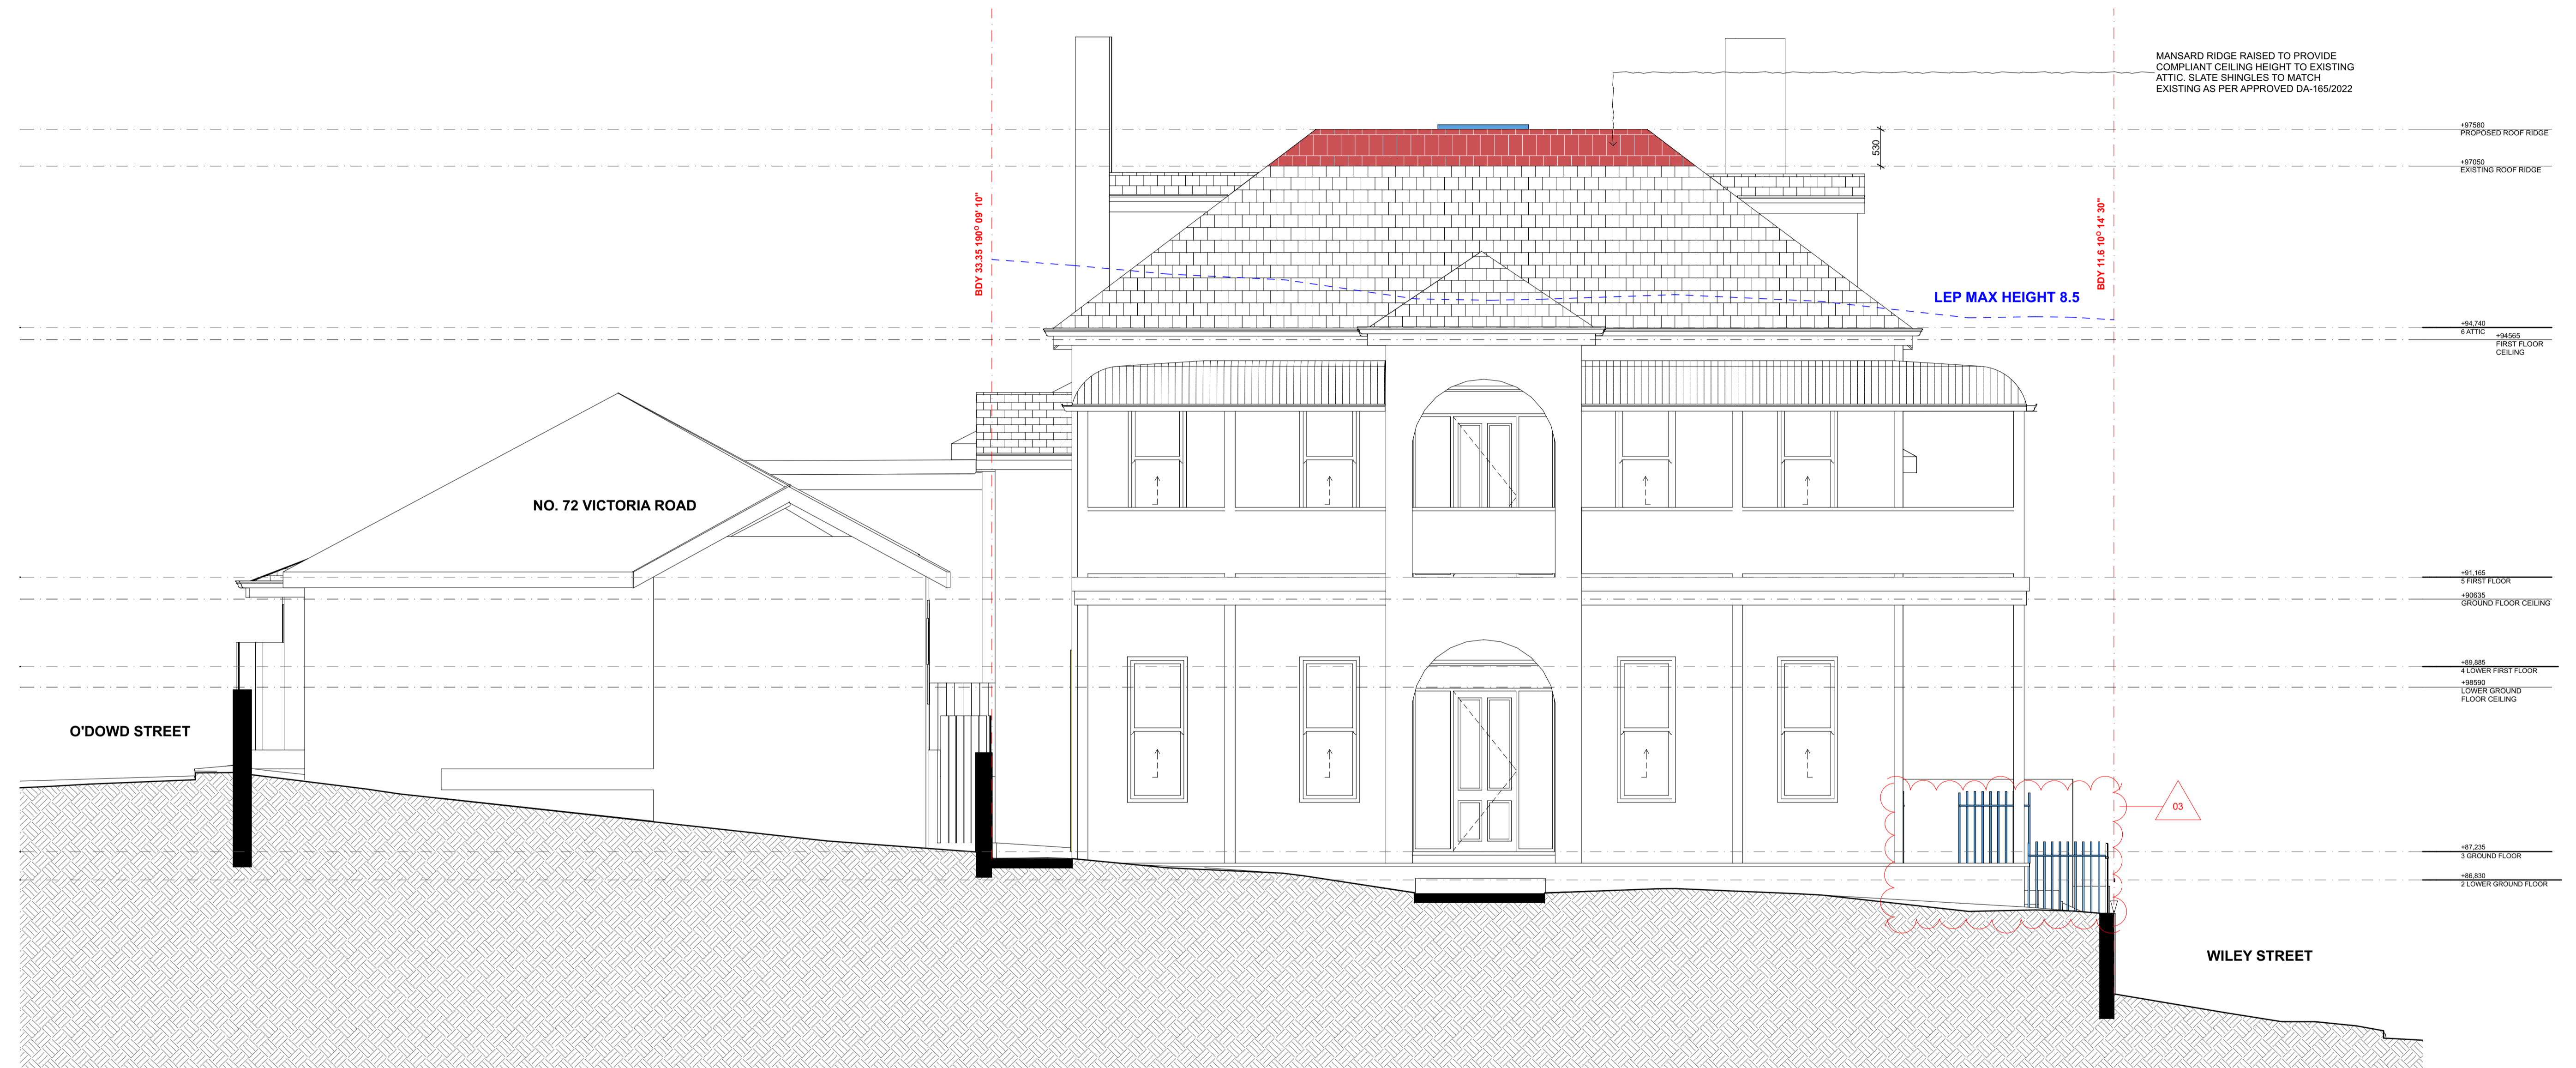 MANSARD RIDGE RAISED TO PROVIDE
COMPLIANT CEILING HEIGHT TO EXISTING
ATTIC. SLATE SHINGLES TO MATCH
EXISTING AS PER APPROVED DA-165/2022
+97580
PROPOSED ROOF RIDGE
530
+97050
EXISTING ROOF RIDGE
BDY 33.35 190º 09' 10"
BDY 11.6 10º 14' 30"
LEP MAX HEIGHT 8.5
+94,740
6 ATTIC
+94565
FIRST FLOOR
CEILING
NO. 72 VICTORIA ROAD
+91,165
5 FIRST FLOOR
+90635
GROUND FLOOR CEILING
+89,885
4 LOWER FIRST FLOOR
+98590
LOWER GROUND
FLOOR CEILING
O'DOWD STREET
03
+87,235
3 GROUND FLOOR
+86,830
2 LOWER GROUND FLOOR
WILEY STREET